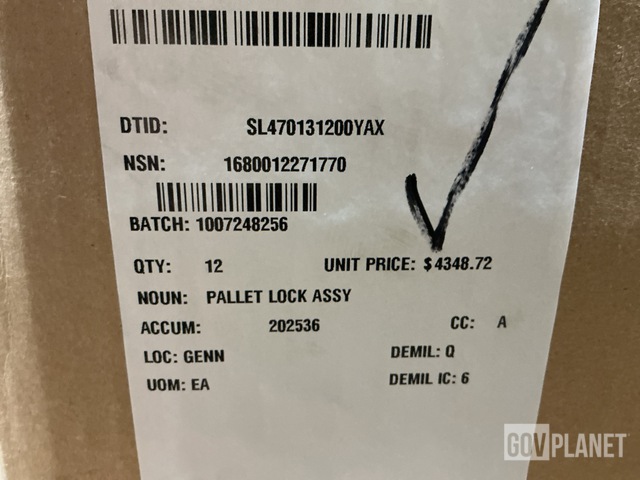 DTID: SL470131200YAX
NSN: 1680012271770
BATCH: 1007248256
QTY: 12 UNIT PRICE: $4348.72
NOUN: PALLET LOCK ASSY
ACCUM: 202536 CC: A
LOC: GENN DEMIL: Q
UOM: EA DEMIL IC: 6
GOVPLANET